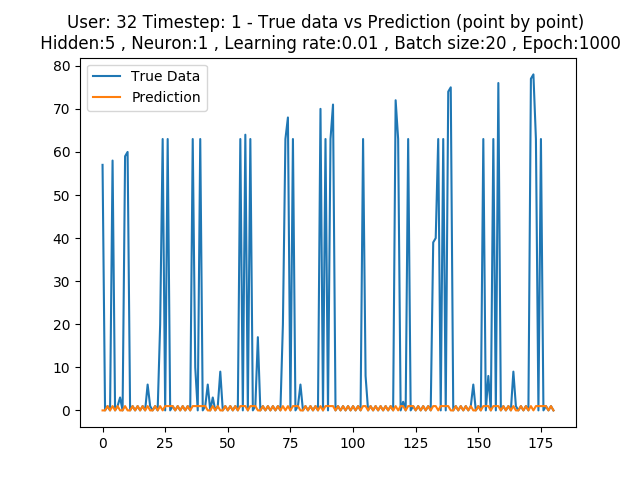 User: 32 Timestep: 1 - True data vs Prediction (point by point)
Hidden:5 , Neuron:1 , Learning rate:0.01 , Batch size:20 , Epoch:1000
True Data
Prediction
80
70
60
50
40
30
20
10
0
0 25 50 75 100 125 150 175